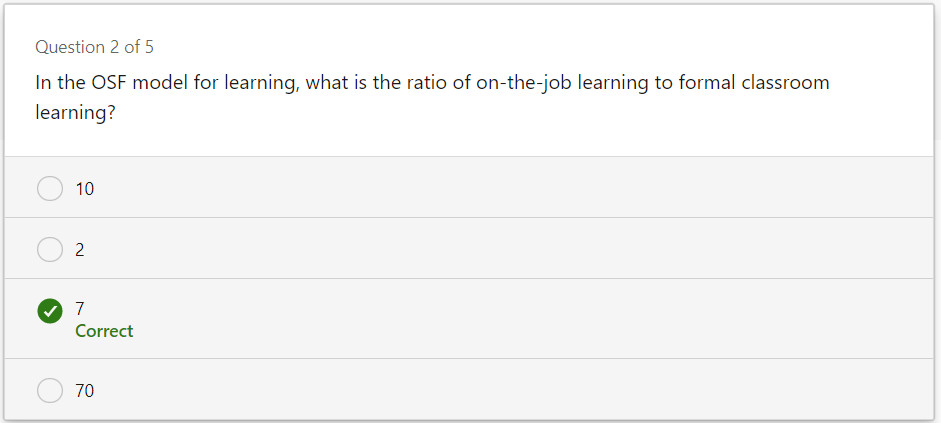 Question 2 of 5
In the OSF model for learning, what is the ratio of on-the-job learning to formal classroom
learning?
10
2
7
Correct
70